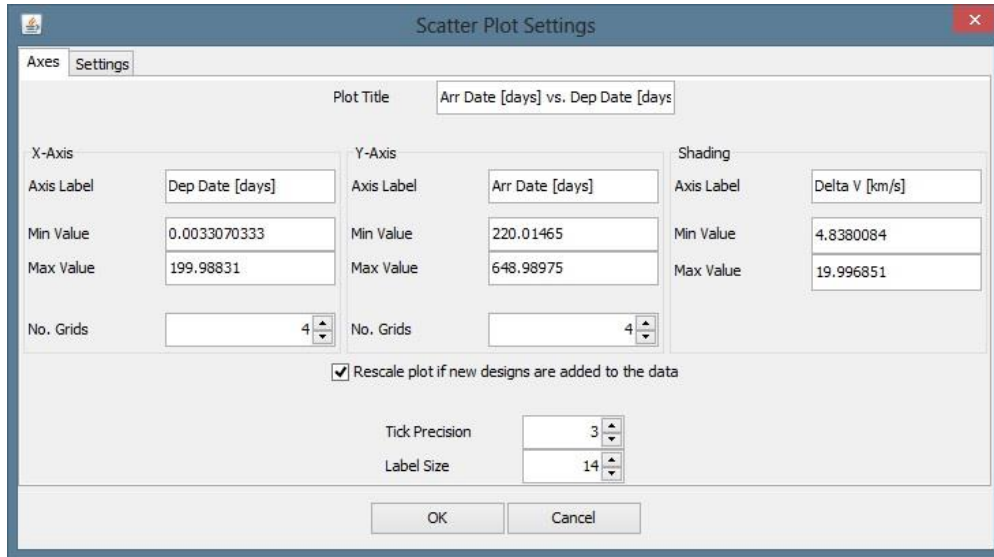 Scatter Plot Settings
Axes Settings
Plot Title Arr Date [days] vs. Dep Date [days
X-Axis Y-Axis Shading
Axis Label Dep Date [days] Axis Label Arr Date [days] Axis Label Delta V [km/s]
Min Value 0.0033070333 Min Value 220.01465 Min Value 4.8380084
Max Value 199.98831 Max Value 648.98975 Max Value 19.996851
No. Grids 4 No. Grids 4
Rescale plot if new designs are added to the data
Tick Precision 3
Label Size 14
OK Cancel